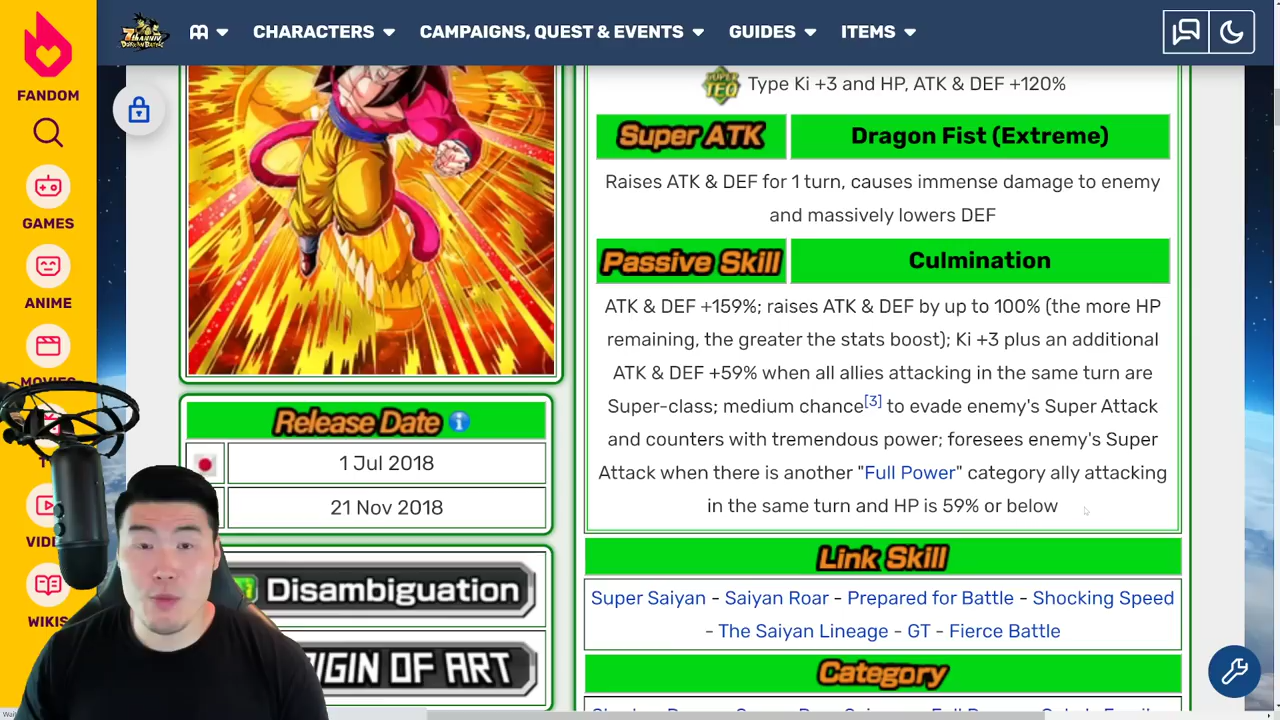 FANDOM
GAMES
ANIME
MOVIES
WIKIS
CHARACTERS
CAMPAIGNS, QUEST & EVENTS
GUIDES
ITEMS
SUPER TEQ Type Ki +3 and HP, ATK & DEF +120%
Super ATK Dragon Fist (Extreme)
Raises ATK & DEF for 1 turn, causes immense damage to enemy
and massively lowers DEF
Passive Skill Culmination
ATK & DEF +159%; raises ATK & DEF by up to 100% (the more HP
remaining, the greater the stats boost); Ki +3 plus an additional
ATK & DEF +59% when all allies attacking in the same turn are
Super-class; medium chance[3] to evade enemy's Super Attack
and counters with tremendous power; foresees enemy's Super
Attack when there is another "Full Power" category ally attacking
in the same turn and HP is 59% or below
Release Date
1 Jul 2018
21 Nov 2018
Disambiguation
IGIN OF ART
Link Skill
Super Saiyan - Saiyan Roar - Prepared for Battle - Shocking Speed
- The Saiyan Lineage - GT - Fierce Battle
Category